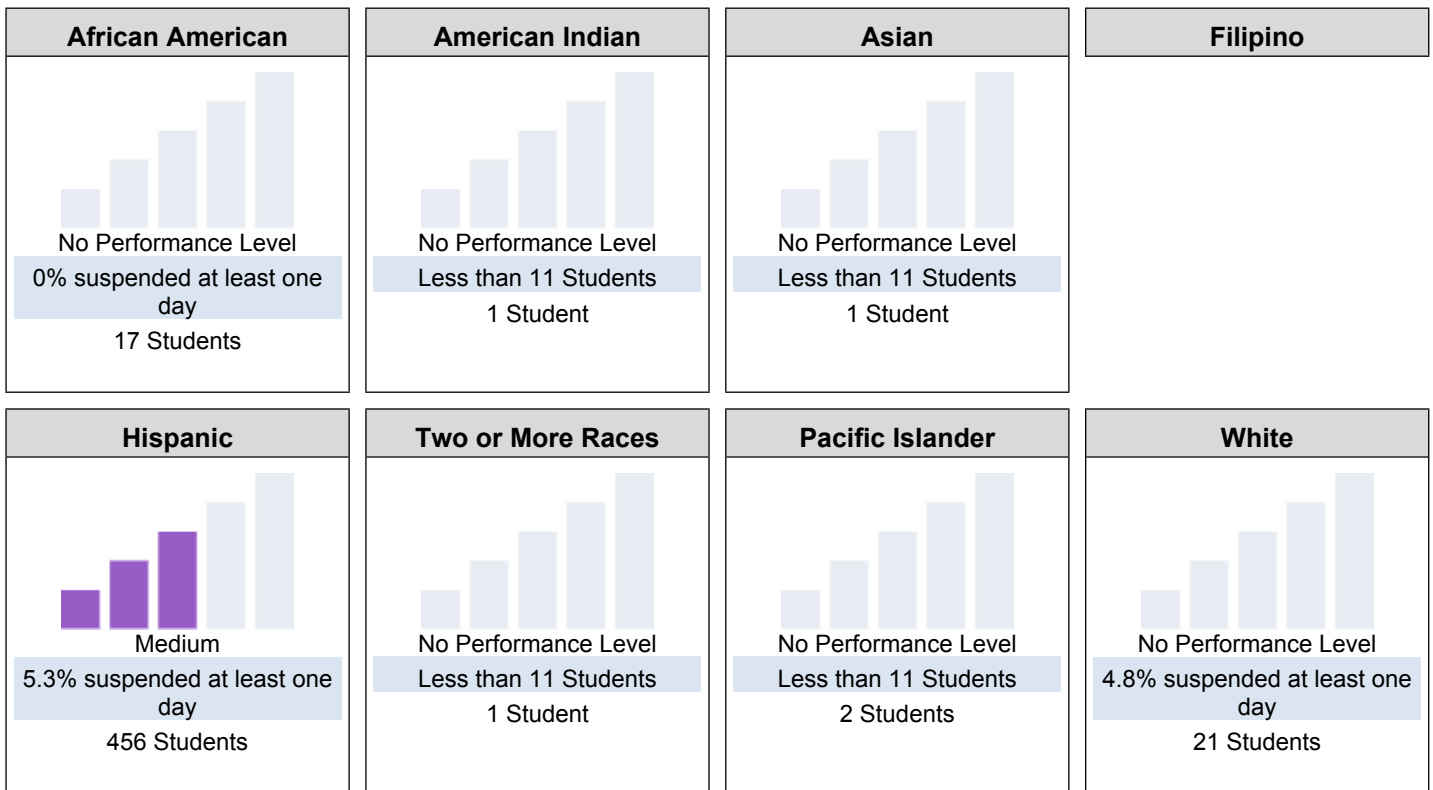 African American
No Performance Level
0% suspended at least one
day
17 Students
American Indian
No Performance Level
Less than 11 Students
1 Student
Asian
No Performance Level
Less than 11 Students
1 Student
Filipino
Hispanic
Medium
5.3% suspended at least one
day
456 Students
Two or More Races
No Performance Level
Less than 11 Students
1 Student
Pacific Islander
No Performance Level
Less than 11 Students
2 Students
White
No Performance Level
4.8% suspended at least one
day
21 Students